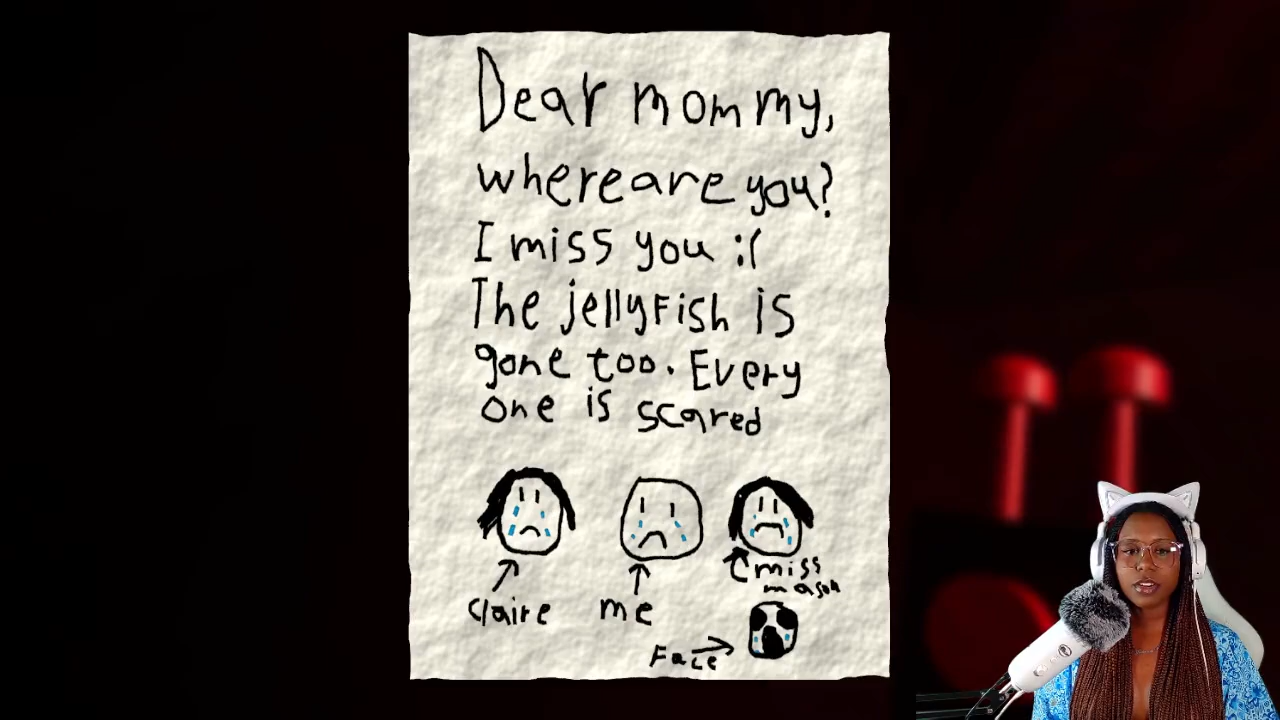 Dear mommy,
where are you?
I miss you :(
The jellyfish is
gone too. Every
one is scared
claire
me
miss
mason
Face